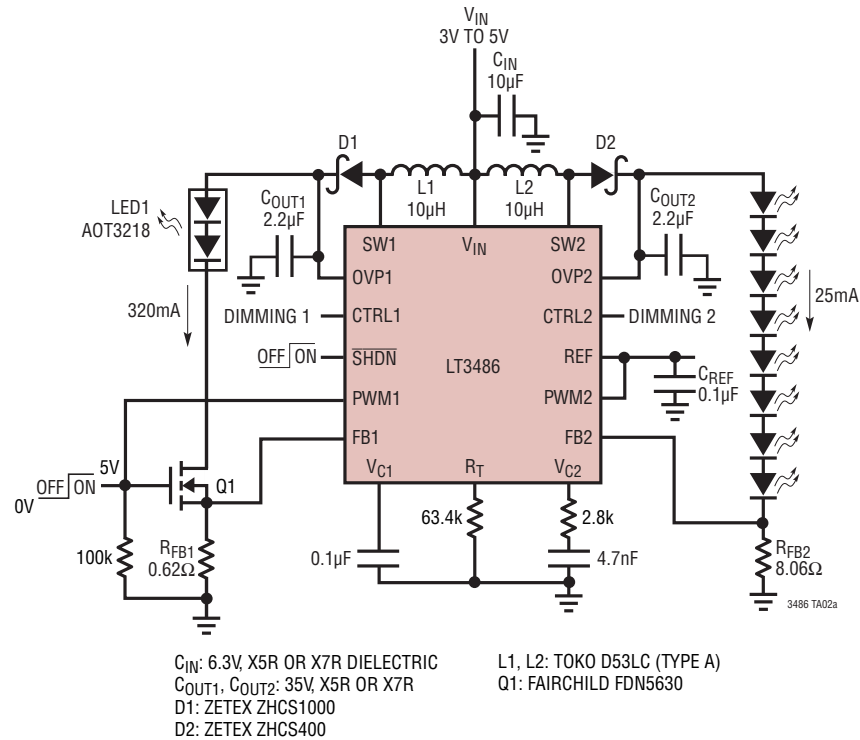 VIN
3V TO 5V
CIN
10µF
D1
D2
L1
10µH
L2
10µH
LED1
AOT3218
COUT1
2.2µF
COUT2
2.2µF
SW1
VIN
SW2
OVP1
OVP2
320mA
25mA
DIMMING 1
CTRL1
CTRL2
DIMMING 2
OFF ON
SHDN
REF
LT3486
CREF
0.1µF
PWM1
PWM2
FB1
FB2
5V
0V
OFF ON
Q1
VC1
RT
VC2
100k
RFB1
0.62Ω
0.1µF
63.4k
2.8k
4.7nF
RFB2
8.06Ω
3486 TA02a
CIN: 6.3V, X5R OR X7R DIELECTRIC
COUT1, COUT2: 35V, X5R OR X7R
D1: ZETEX ZHCS1000
D2: ZETEX ZHCS400
L1, L2: TOKO D53LC (TYPE A)
Q1: FAIRCHILD FDN5630